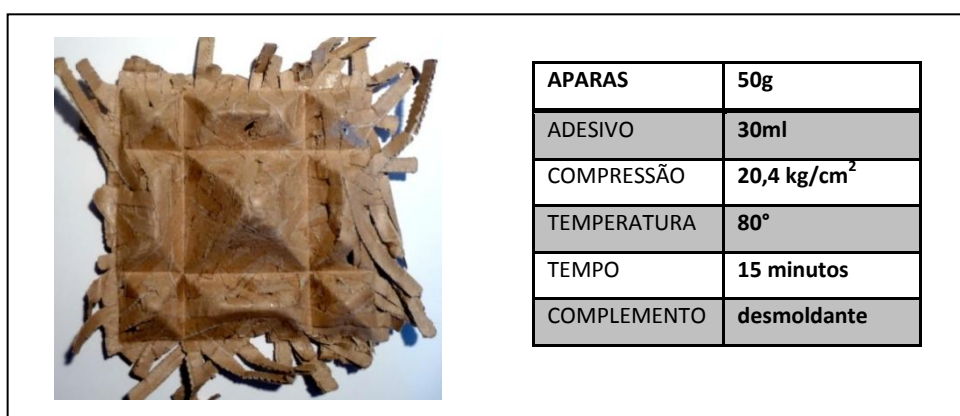 APARAS 50g
ADESIVO 30ml
COMPRESSÃO 20,4 kg/cm²
TEMPERATURA 80°
TEMPO 15 minutos
COMPLEMENTO desmoldante